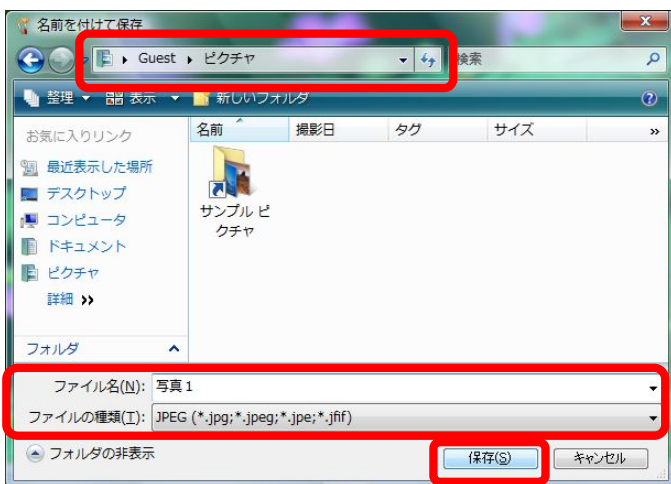 名前を付けて保存
Guest ピクチャ 検索
整理 表示 新しいフォルダ
お気に入りリンク
最近表示した場所
デスクトップ
コンピュータ
ドキュメント
ピクチャ
詳細 »
フォルダ
名前 撮影日 タグ サイズ »
サンプル ピ
クチャ
ファイル名(N): 写真1
ファイルの種類(T): JPEG (*.jpg;*.jpeg;*.jpe;*.jfif)
フォルダの非表示 保存(S) キャンセル